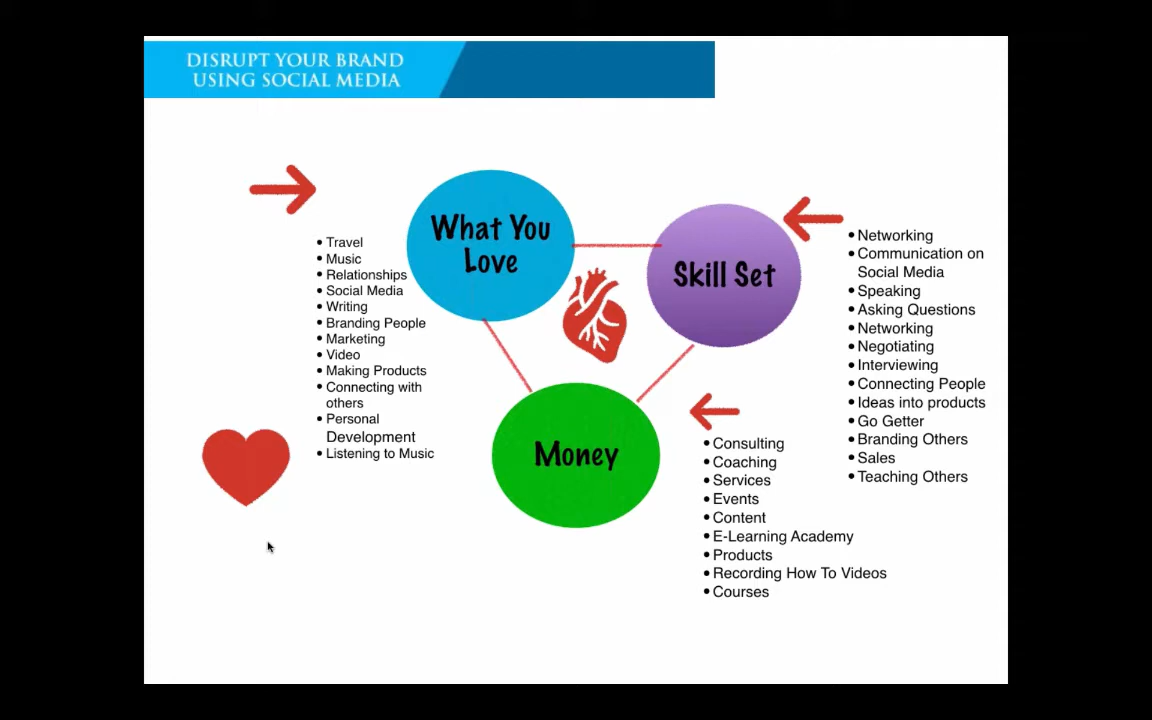 DISRUPT YOUR BRAND
USING SOCIAL MEDIA
What You
Love
• Travel
• Music
• Relationships
• Social Media
• Writing
• Branding People
• Marketing
• Video
• Making Products
• Connecting with
others
• Personal
Development
• Listening to Music
Skill Set
• Networking
• Communication on
Social Media
• Speaking
• Asking Questions
• Networking
• Negotiating
• Interviewing
• Connecting People
• Ideas into products
• Go Getter
• Branding Others
• Sales
• Teaching Others
Money
• Consulting
• Coaching
• Services
• Events
• Content
• E-Learning Academy
• Products
• Recording How To Videos
• Courses